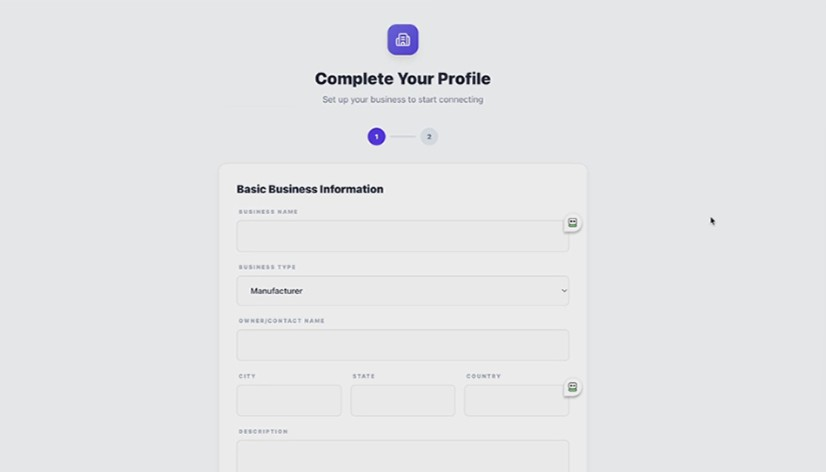 Complete Your Profile
Set up your business to start connecting
1 2
Basic Business Information
BUSINESS NAME
BUSINESS TYPE
Manufacturer
OWNER/CONTACT NAME
CITY STATE COUNTRY
DESCRIPTION